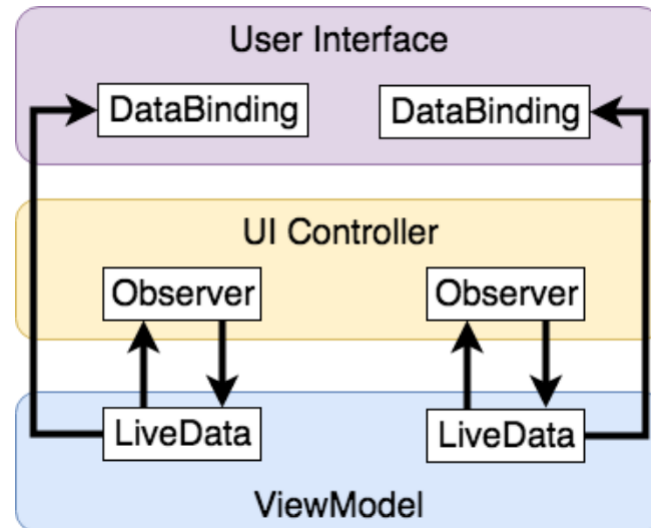 User Interface
DataBinding
DataBinding
UI Controller
Observer
Observer
LiveData
LiveData
ViewModel